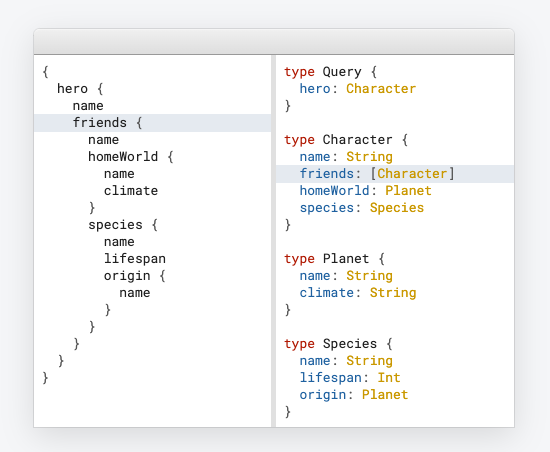 {
  hero {
    name
    friends {
      name
      homeWorld {
        name
        climate
      }
      species {
        name
        lifespan
        origin {
          name
        }
      }
    }
  }
}
type Query {
  hero: Character
}

type Character {
  name: String
  friends: [Character]
  homeWorld: Planet
  species: Species
}

type Planet {
  name: String
  climate: String
}

type Species {
  name: String
  lifespan: Int
  origin: Planet
}